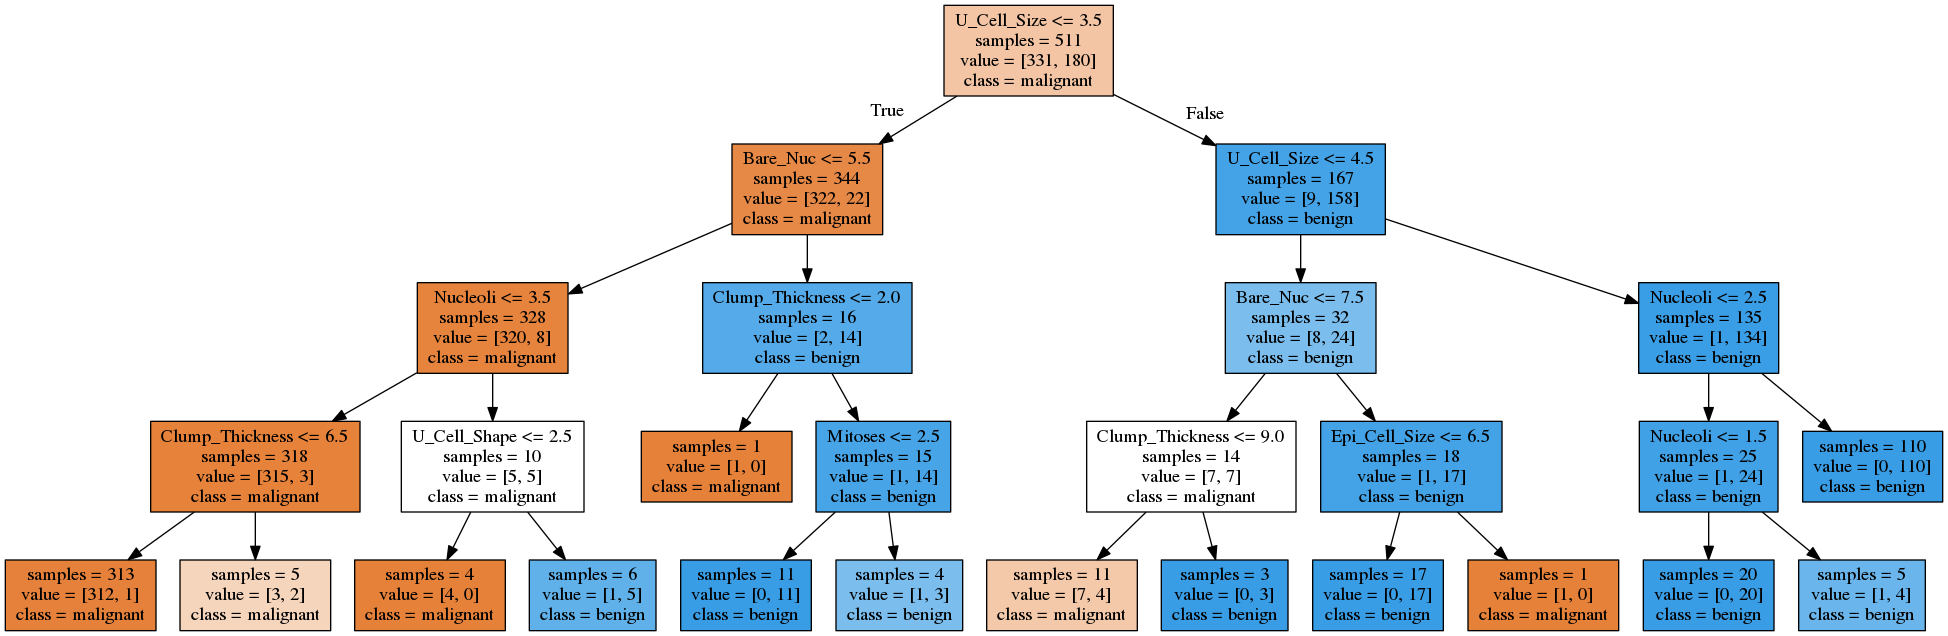 U_Cell_Size <= 3.5
samples = 511
value = [331, 180]
class = malignant
True
False
Bare_Nuc <= 5.5
samples = 344
value = [322, 22]
class = malignant
U_Cell_Size <= 4.5
samples = 167
value = [9, 158]
class = benign
Nucleoli <= 3.5
samples = 328
value = [320, 8]
class = malignant
Clump_Thickness <= 2.0
samples = 16
value = [2, 14]
class = benign
Bare_Nuc <= 7.5
samples = 32
value = [8, 24]
class = benign
Nucleoli <= 2.5
samples = 135
value = [1, 134]
class = benign
Clump_Thickness <= 6.5
samples = 318
value = [315, 3]
class = malignant
U_Cell_Shape <= 2.5
samples = 10
value = [5, 5]
class = malignant
samples = 1
value = [1, 0]
class = malignant
Mitoses <= 2.5
samples = 15
value = [1, 14]
class = benign
Clump_Thickness <= 9.0
samples = 14
value = [7, 7]
class = malignant
Epi_Cell_Size <= 6.5
samples = 18
value = [1, 17]
class = benign
Nucleoli <= 1.5
samples = 25
value = [1, 24]
class = benign
samples = 110
value = [0, 110]
class = benign
samples = 313
value = [312, 1]
class = malignant
samples = 5
value = [3, 2]
class = malignant
samples = 4
value = [4, 0]
class = malignant
samples = 6
value = [1, 5]
class = benign
samples = 11
value = [0, 11]
class = benign
samples = 4
value = [1, 3]
class = benign
samples = 11
value = [7, 4]
class = malignant
samples = 3
value = [0, 3]
class = benign
samples = 17
value = [0, 17]
class = benign
samples = 1
value = [1, 0]
class = malignant
samples = 20
value = [0, 20]
class = benign
samples = 5
value = [1, 4]
class = benign